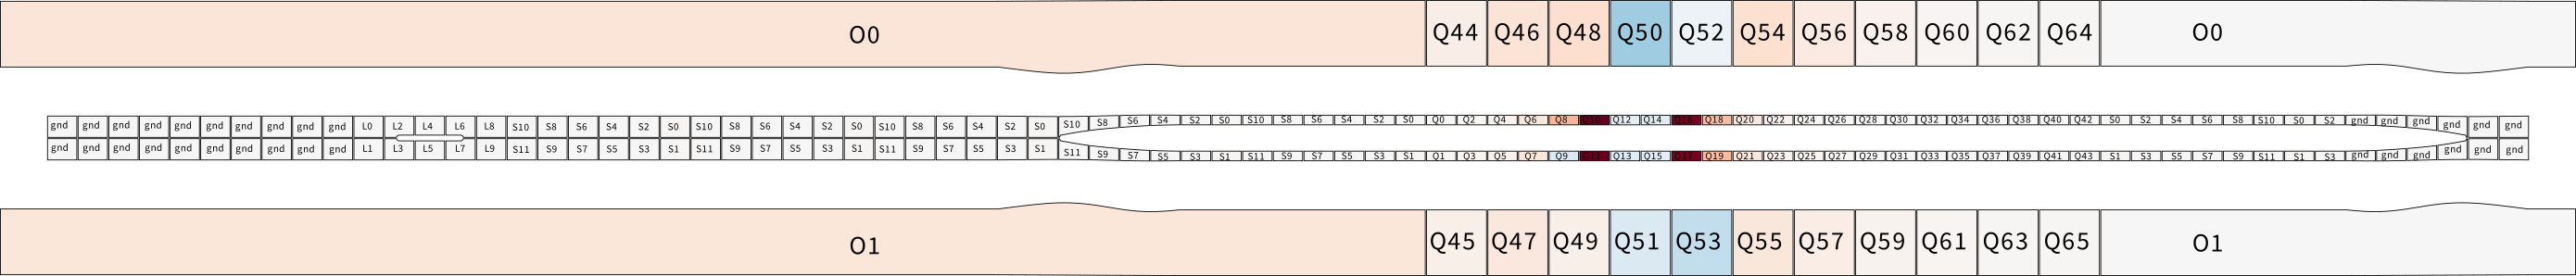 O0 Q44 Q46 Q48 Q50 Q52 Q54 Q56 Q58 Q60 Q62 Q64 O0
gnd gnd gnd gnd gnd gnd gnd gnd gnd gnd L0 L2 L4 L6 L8 S10 S8 S6 S4 S2 S0 S10 S8 S6 S4 S2 S0 S10 S8 S6 S4 S2 S0 S10 S8 S6 S4 S2 S0 S10 S8 S6 S4 S2 S0 Q0 Q2 Q4 Q6 Q8 Q10 Q12 Q14 Q16 Q18 Q20 Q22 Q24 Q26 Q28 Q30 Q32 Q34 Q36 Q38 Q40 Q42 S0 S2 S4 S6 S8 S10 S0 S2 gnd gnd gnd gnd gnd gnd
gnd gnd gnd gnd gnd gnd gnd gnd gnd gnd L1 L3 L5 L7 L9 S11 S9 S7 S5 S3 S1 S11 S9 S7 S5 S3 S1 S11 S9 S7 S5 S3 S1 S11 S9 S7 S5 S3 S1 S11 S9 S7 S5 S3 S1 Q1 Q3 Q5 Q7 Q9 Q11 Q13 Q15 Q17 Q19 Q21 Q23 Q25 Q27 Q29 Q31 Q33 Q35 Q37 Q39 Q41 Q43 S1 S3 S5 S7 S9 S11 S1 S3 gnd gnd gnd gnd gnd gnd
O1 Q45 Q47 Q49 Q51 Q53 Q55 Q57 Q59 Q61 Q63 Q65 O1